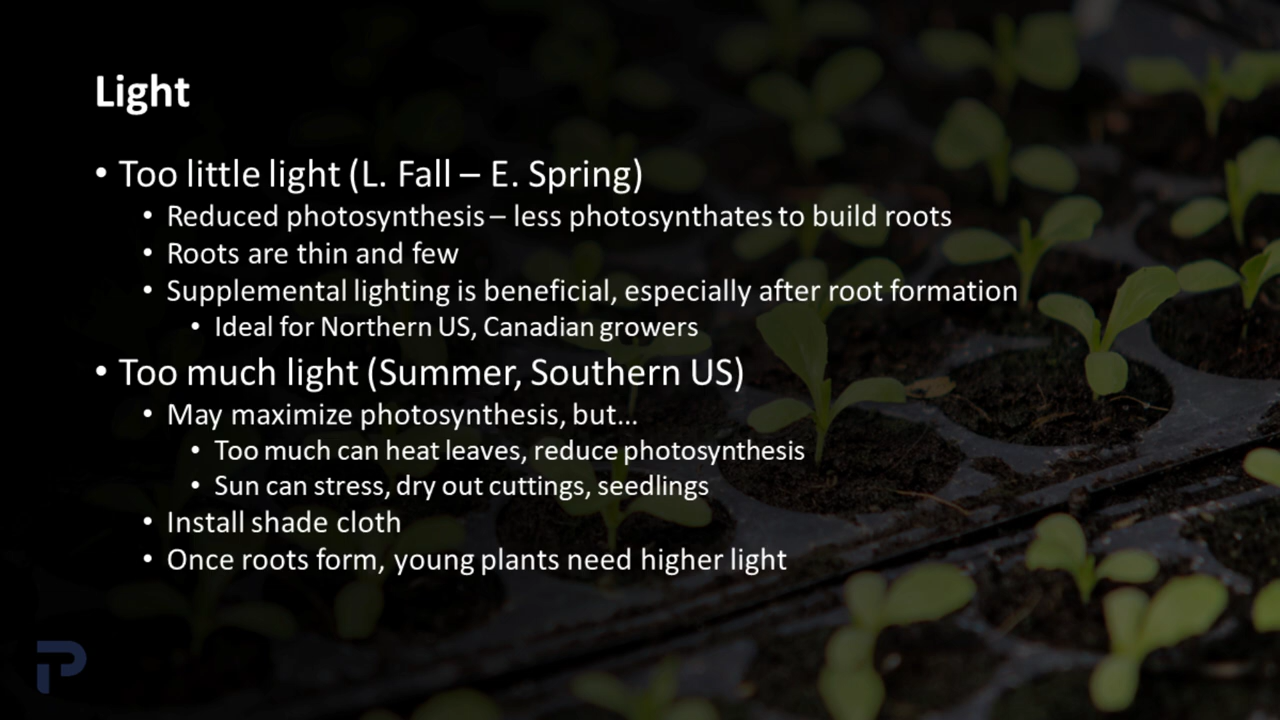 Light
• Too little light (L. Fall – E. Spring)
• Reduced photosynthesis – less photosynthates to build roots
• Roots are thin and few
• Supplemental lighting is beneficial, especially after root formation
• Ideal for Northern US, Canadian growers
• Too much light (Summer, Southern US)
• May maximize photosynthesis, but…
• Too much can heat leaves, reduce photosynthesis
• Sun can stress, dry out cuttings, seedlings
• Install shade cloth
• Once roots form, young plants need higher light